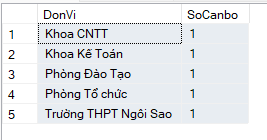 DonVi SoCanbo
1 Khoa CNTT 1
2 Khoa Kế Toán 1
3 Phòng Đào Tạo 1
4 Phòng Tổ chức 1
5 Trường THPT Ngôi Sao 1